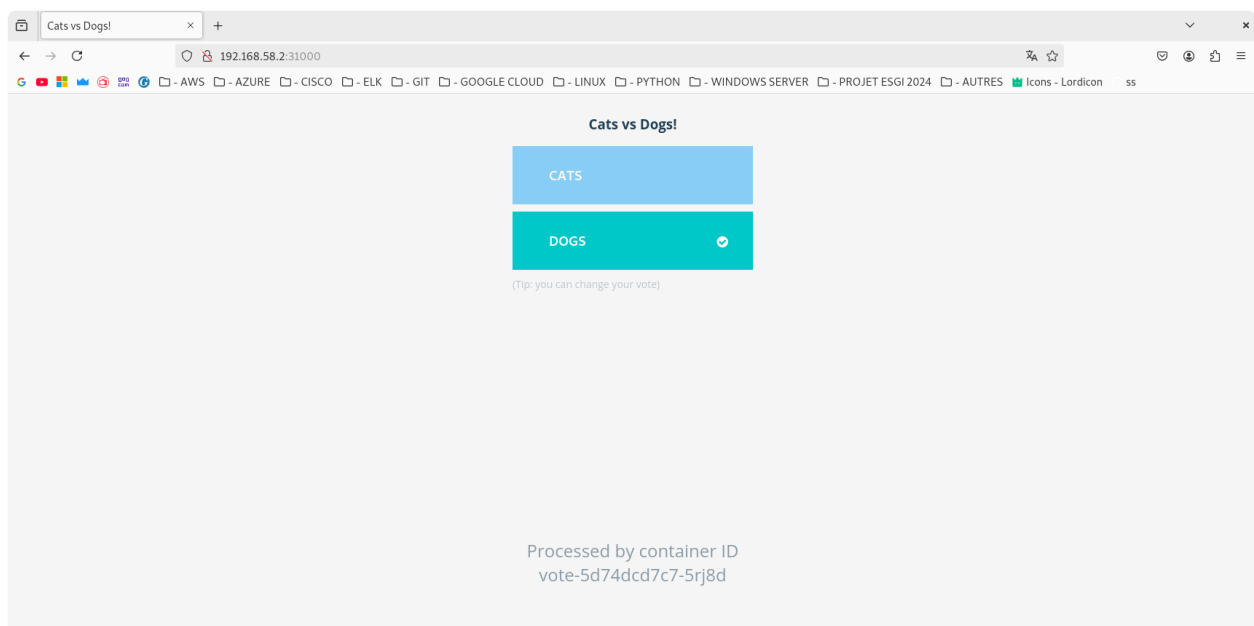 Cats vs Dogs!
192.168.58.2:31000
- AWS - AZURE - CISCO - ELK - GIT - GOOGLE CLOUD - LINUX - PYTHON - WINDOWS SERVER - PROJET ESGI 2024 - AUTRES Icons - Lordicon ss
Cats vs Dogs!
CATS
DOGS
(Tip: you can change your vote)
Processed by container ID
vote-5d74dcd7c7-5rj8d